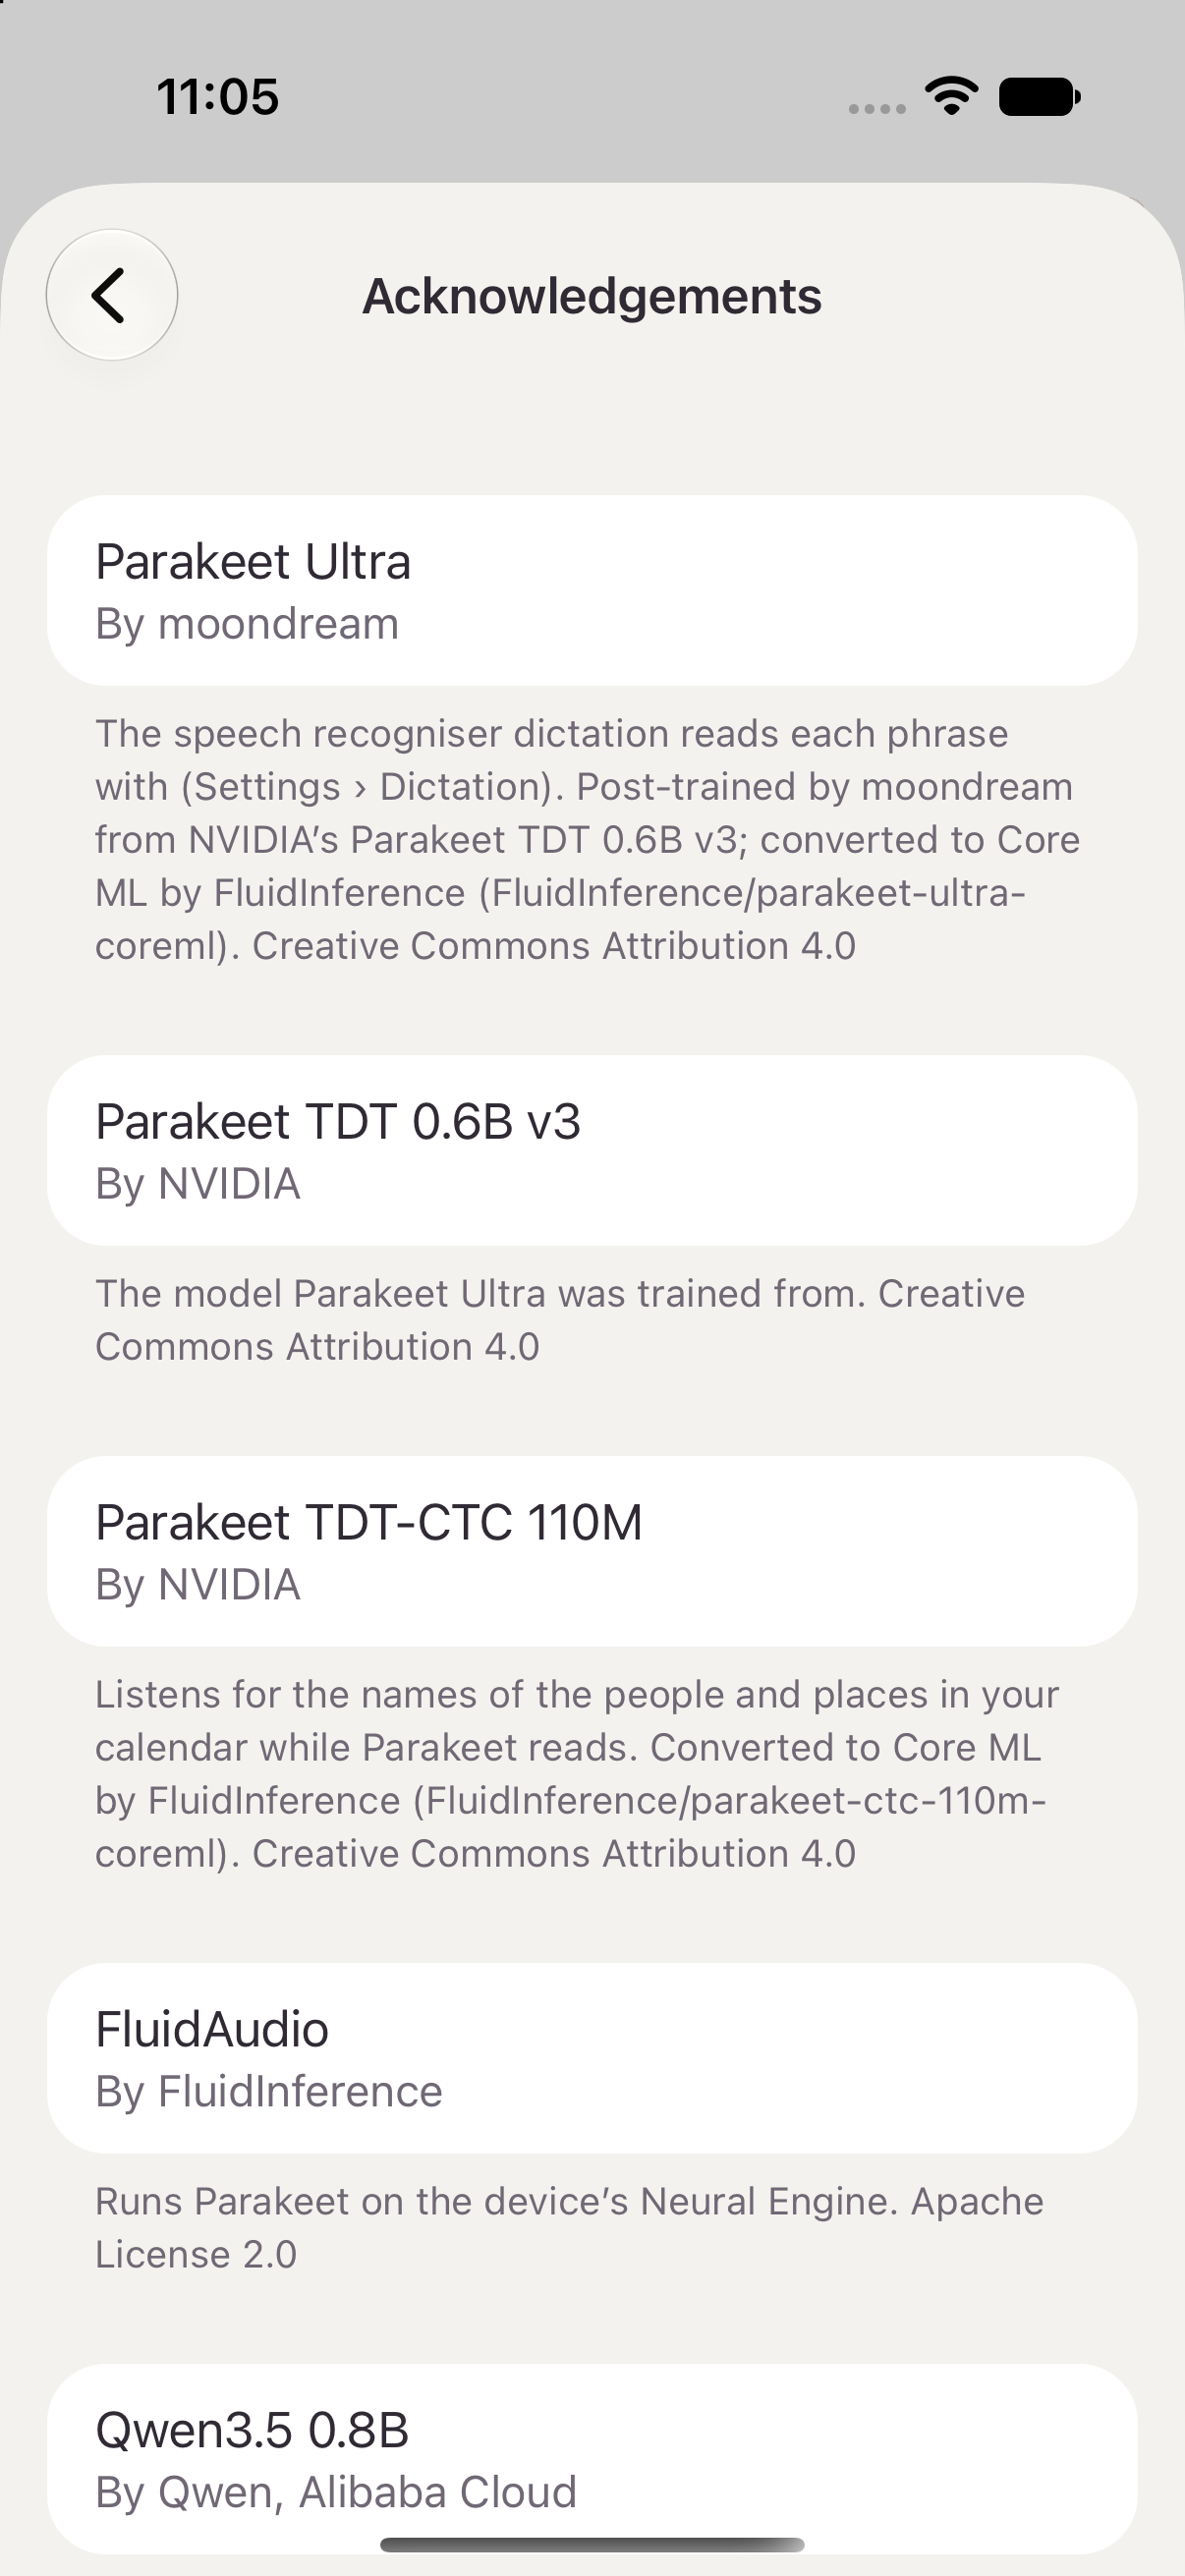 11:05
Acknowledgements
Parakeet Ultra
By moondream
The speech recogniser dictation reads each phrase
with (Settings › Dictation). Post-trained by moondream
from NVIDIA’s Parakeet TDT 0.6B v3; converted to Core
ML by FluidInference (FluidInference/parakeet-ultra-
coreml). Creative Commons Attribution 4.0
Parakeet TDT 0.6B v3
By NVIDIA
The model Parakeet Ultra was trained from. Creative
Commons Attribution 4.0
Parakeet TDT-CTC 110M
By NVIDIA
Listens for the names of the people and places in your
calendar while Parakeet reads. Converted to Core ML
by FluidInference (FluidInference/parakeet-ctc-110m-
coreml). Creative Commons Attribution 4.0
FluidAudio
By FluidInference
Runs Parakeet on the device’s Neural Engine. Apache
License 2.0
Qwen3.5 0.8B
By Qwen, Alibaba Cloud